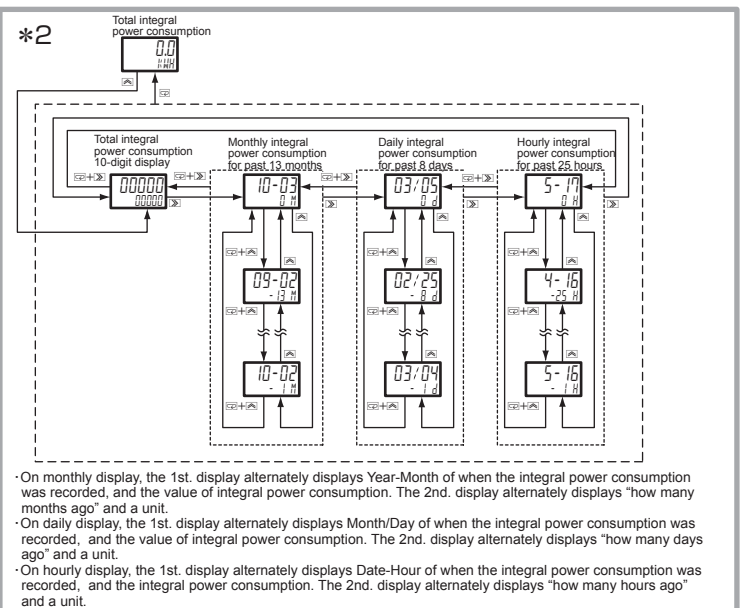 *2
Total integral
power consumption
0.0
kWH
Total integral
power consumption
10-digit display
Monthly integral
power consumption
for past 13 months
Daily integral
power consumption
for past 8 days
Hourly integral
power consumption
for past 25 hours
00000
00000
10-03
0 M
03/05
0 d
5-17
0 H
09-02
-13 M
02/25
- 8 d
4-16
-25 H
10-02
- 1 M
03/04
- 1 d
5-16
- 1 H
·On monthly display, the 1st. display alternately displays Year-Month of when the integral power consumption
was recorded, and the value of integral power consumption. The 2nd. display alternately displays “how many
months ago” and a unit.
·On daily display, the 1st. display alternately displays Month/Day of when the integral power consumption was
recorded, and the value of integral power consumption. The 2nd. display alternately displays “how many days
ago” and a unit.
·On hourly display, the 1st. display alternately displays Date-Hour of when the integral power consumption was
recorded, and the integral power consumption. The 2nd. display alternately displays “how many hours ago”
and a unit.